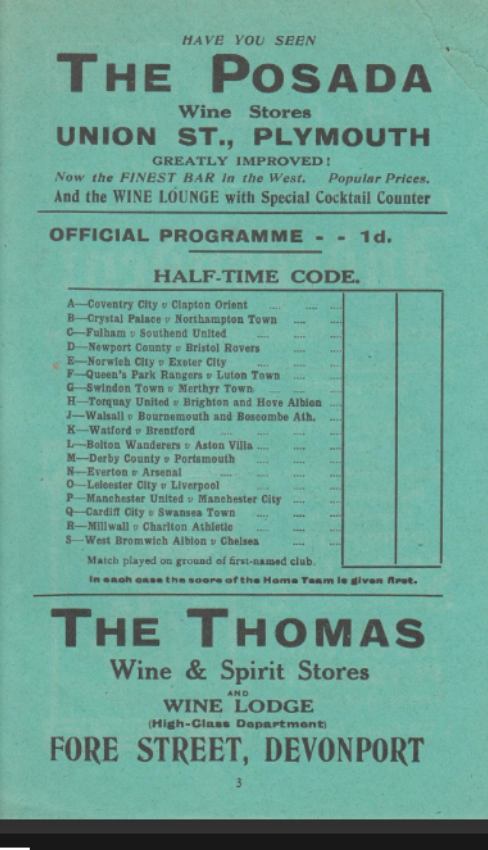 HAVE YOU SEEN
THE POSADA
Wine Stores
UNION ST., PLYMOUTH
GREATLY IMPROVED!
Now the FINEST BAR in the West. Popular Prices.
And the WINE LOUNGE with Special Cocktail Counter
OFFICIAL PROGRAMME - - 1d.
HALF-TIME CODE.
A—Coventry City v Clapton Orient .... .... ....
B—Crystal Palace v Northampton Town .... ....
C—Fulham v Southend United .... .... ....
D—Newport County v Bristol Rovers .... ....
E—Norwich City v Exeter City .... .... ....
F—Queen's Park Rangers v Luton Town .... ....
G—Swindon Town v Merthyr Town .... ....
H—Torquay United v Brighton and Hove Albion ....
J—Walsall v Bournemouth and Boscombe Ath. ....
K—Watford v Brentford .... .... .... ....
L—Bolton Wanderers v Aston Villa .... .... ....
M—Derby County v Portsmouth .... .... ....
N—Everton v Arsenal .... .... .... ....
O—Leicester City v Liverpool .... .... ....
P—Manchester United v Manchester City .... ....
Q—Cardiff City v Swansea Town .... .... ....
R—Millwall v Charlton Athletic .... .... ....
S—West Bromwich Albion v Chelsea .... ....
Match played on ground of first-named club.
In each case the score of the Home Team is given first.
THE THOMAS
Wine & Spirit Stores
AND
WINE LODGE
(High-Class Department)
FORE STREET, DEVONPORT
3